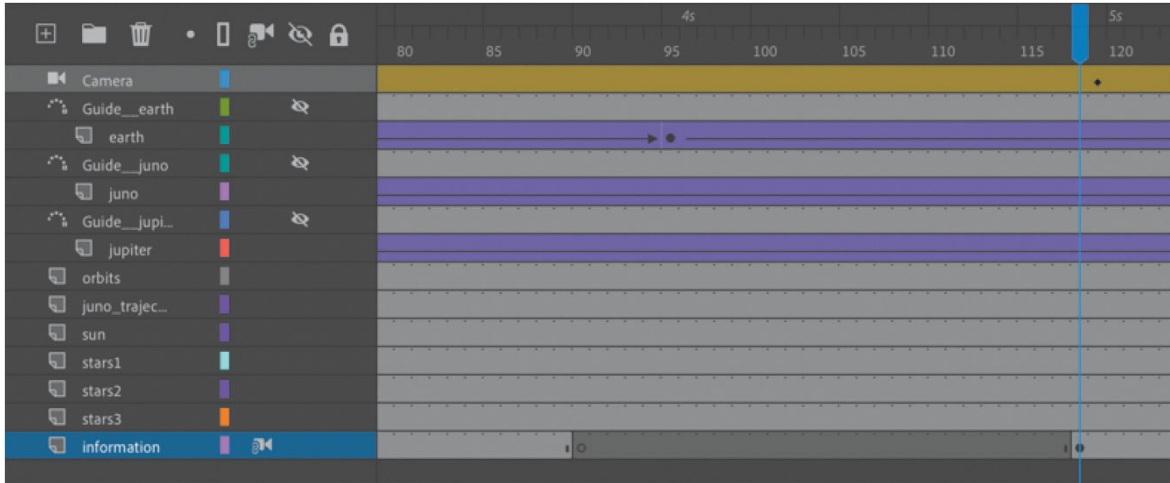 4s 5s
80 85 90 95 100 105 110 115 120
Camera
Guide__earth
earth
Guide__juno
juno
Guide__jupi...
jupiter
orbits
juno_trajec...
sun
stars1
stars2
stars3
information